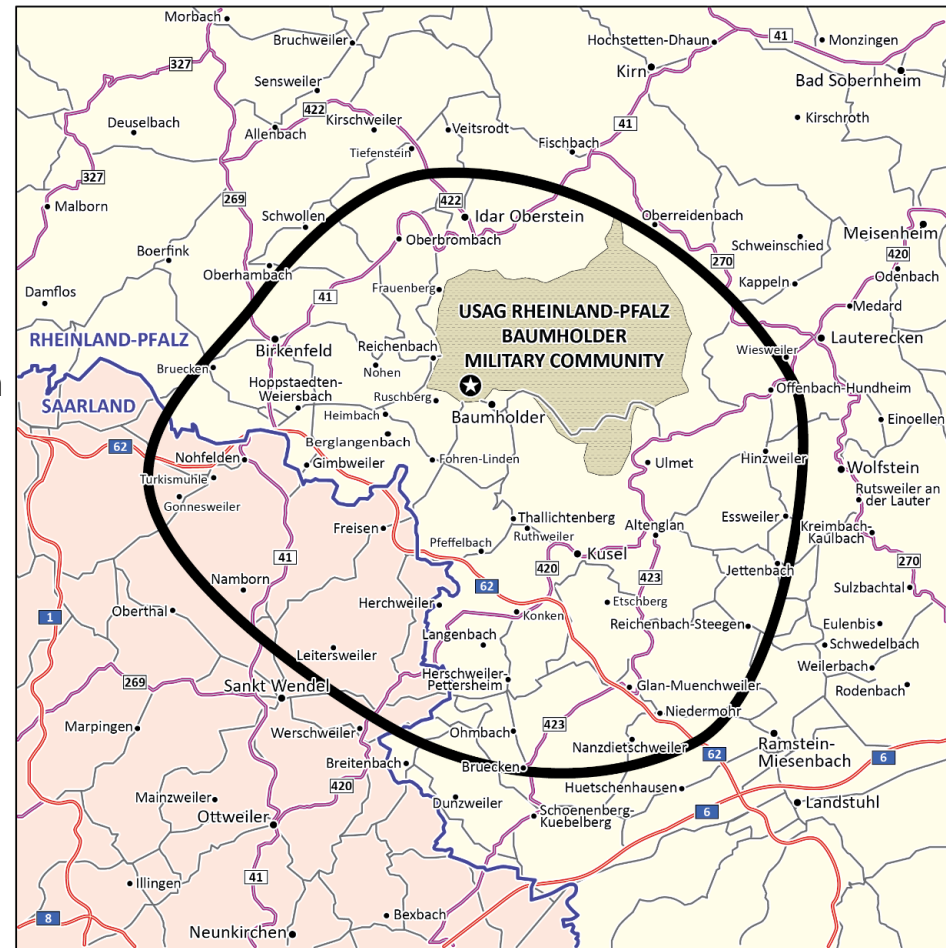 Morbach
Bruchweiler
Hochstetten-Dhaun
41
Monzingen
327
Kirn
Bad Sobernheim
Sensweiler
422
Kirschweiler
Deuselbach
Allenbach
Veitsrodt
41
Kirschroth
Tiefenstein
Fischbach
327
269
422
Malborn
Schwollen
Idar Oberstein
Oberreidenbach
Meisenheim
Oberbrombach
Schweinschied
420
Boerfink
270
Odenbach
Oberhambach
Kappeln
Damflos
41
Frauenberg
Medard
USAG RHEINLAND-PFALZ
BAUMHOLDER
MILITARY COMMUNITY
RHEINLAND-PFALZ
Birkenfeld
Reichenbach
Wiesweiler
Lauterecken
Bruecken
Nohen
Hoppstaedten-
Weiersbach
Offenbach-Hundheim
SAARLAND
Ruschberg
Heimbach
Baumholder
Einoellen
62
Berglangenbach
Nohfelden
Gimbweiler
Fohren-Linden
Ulmet
Hinzweiler
Wolfstein
Turkismuhle
Gonnesweiler
Rutsweiler an
der Lauter
Freisen
Thallichtenberg
Ruthweiler
Altenglan
Essweiler
Kreimbach-
Kaulbach
41
Pfeffelbach
Kusel
420
423
Jettenbach
270
Namborn
62
Sulzbachtal
1
Oberthal
Herchweiler
Konken
Etschberg
Reichenbach-Steegen
Eulenbis
Langenbach
Schwedelbach
Leitersweiler
Weilerbach
269
Sankt Wendel
Herschweiler-
Pettersheim
Glan-Muenchweiler
Rodenbach
Marpingen
Werschweiler
Ohmbach
423
Niedermohr
Nanzdietschweiler
62
Ramstein-
Miesenbach
6
Breitenbach
Bruecken
420
Huetschenhausen
Mainzweiler
Dunzweiler
Landstuhl
Ottweiler
Schoenenberg-
Kuebelberg
6
41
Illingen
8
Bexbach
Neunkirchen